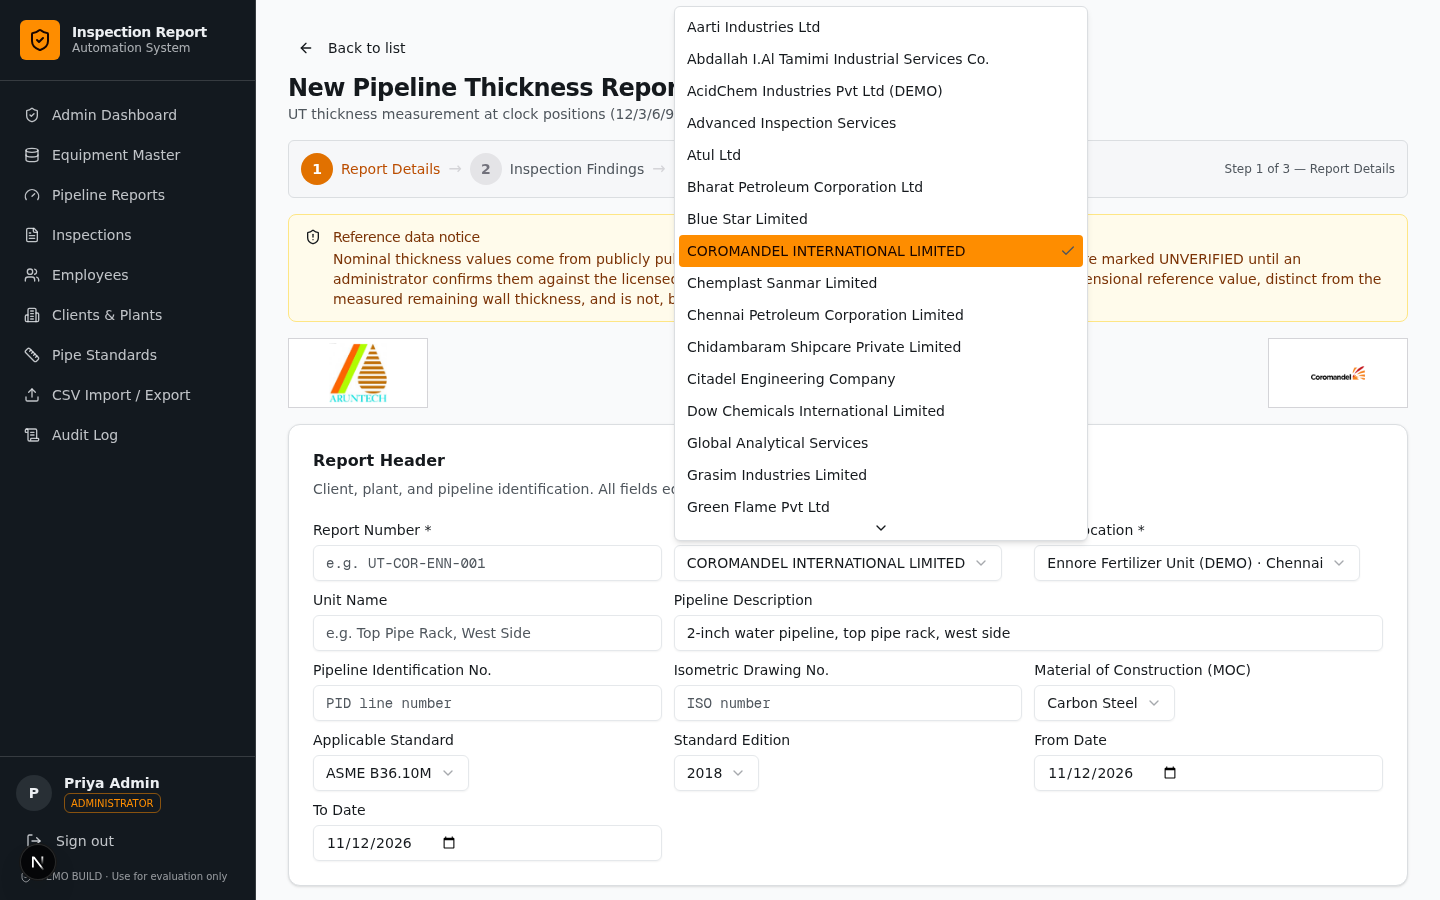 Inspection Report
Automation System
Admin Dashboard
Equipment Master
Pipeline Reports
Inspections
Employees
Clients & Plants
Pipe Standards
CSV Import / Export
Audit Log
P
Priya Admin
ADMINISTRATOR
Sign out
N
EMO BUILD · Use for evaluation only
Back to list
New Pipeline Thickness Repor
UT thickness measurement at clock positions (12/3/6/9
1 Report Details → 2 Inspection Findings →
Step 1 of 3 — Report Details
Reference data notice
Nominal thickness values come from publicly pu
e marked UNVERIFIED until an
administrator confirms them against the license
ensional reference value, distinct from the
measured remaining wall thickness, and is not, b
ARUNTECH
Coromandel
Aarti Industries Ltd
Abdallah I.Al Tamimi Industrial Services Co.
AcidChem Industries Pvt Ltd (DEMO)
Advanced Inspection Services
Atul Ltd
Bharat Petroleum Corporation Ltd
Blue Star Limited
COROMANDEL INTERNATIONAL LIMITED
Chemplast Sanmar Limited
Chennai Petroleum Corporation Limited
Chidambaram Shipcare Private Limited
Citadel Engineering Company
Dow Chemicals International Limited
Global Analytical Services
Grasim Industries Limited
Green Flame Pvt Ltd
Report Header
Client, plant, and pipeline identification. All fields e
Report Number *
ocation *
e.g. UT-COR-ENN-001
COROMANDEL INTERNATIONAL LIMITED
Ennore Fertilizer Unit (DEMO) · Chennai
Unit Name
Pipeline Description
e.g. Top Pipe Rack, West Side
2-inch water pipeline, top pipe rack, west side
Pipeline Identification No.
Isometric Drawing No.
Material of Construction (MOC)
PID line number
ISO number
Carbon Steel
Applicable Standard
Standard Edition
From Date
ASME B36.10M
2018
11/12/2026
To Date
11/12/2026